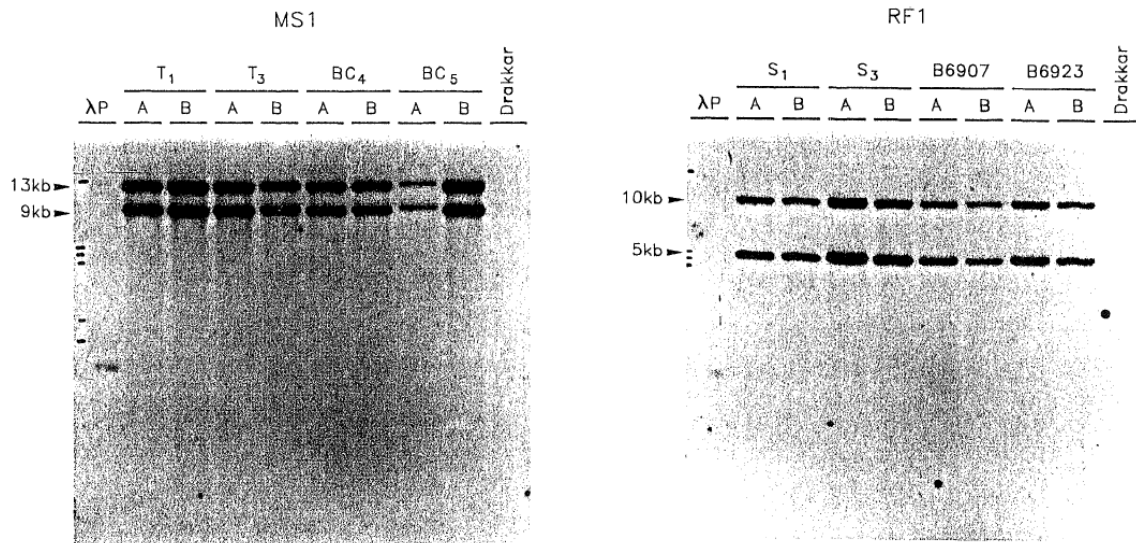 MS1
T1 T3 BC4 BC5 Drakkar
λP A B A B A B A B
13kb
9kb
RF1
S1 S3 B6907 B6923 Drakkar
λP A B A B A B A B
10kb
5kb